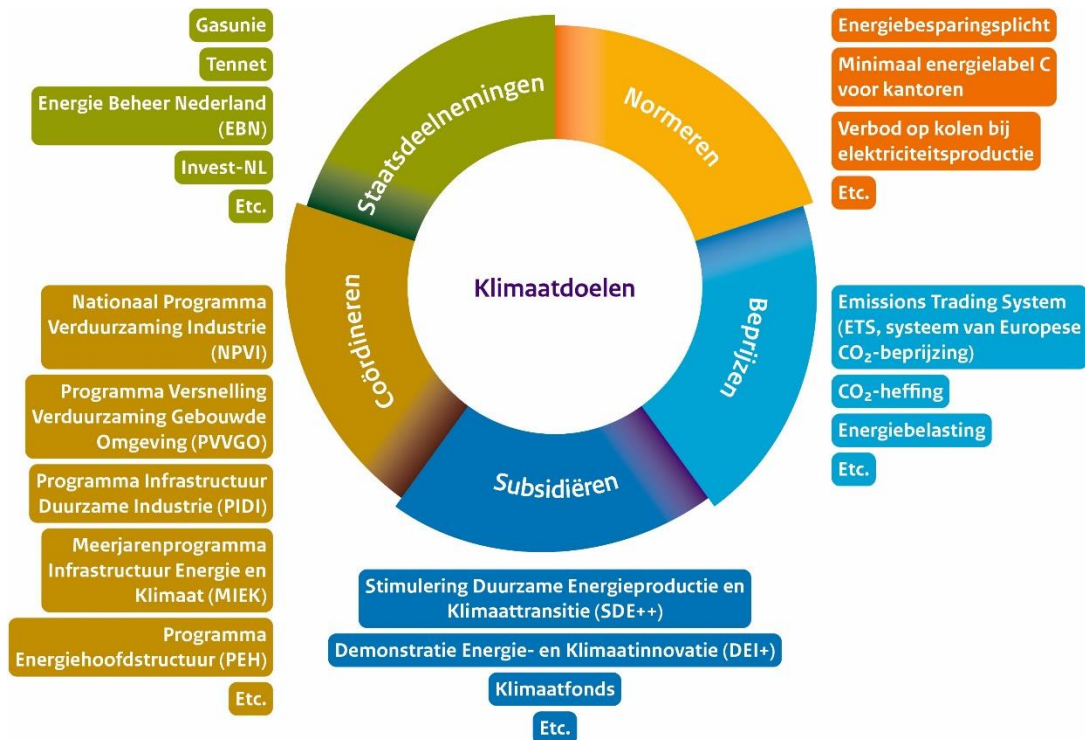 Gasunie
Tennet
Energie Beheer Nederland
(EBN)
Invest-NL
Etc.
Staatsdeelnemingen
Normeren
Energiebesparingsplicht
Minimaal energielabel C
voor kantoren
Verbod op kolen bij
elektriciteitsproductie
Etc.
Klimaatdoelen
Coördineren
Nationaal Programma
Verduurzaming Industrie
(NPVI)
Programma Versnelling
Verduurzaming Gebouwde
Omgeving (PVVGO)
Programma Infrastructuur
Duurzame Industrie (PIDI)
Meerjarenprogramma
Infrastructuur Energie en
Klimaat (MIEK)
Programma
Energiehoofdstructuur (PEH)
Etc.
Beprijzen
Emissions Trading System
(ETS, systeem van Europese
CO₂-beprijzing)
CO₂-heffing
Energiebelasting
Etc.
Subsidiëren
Stimulering Duurzame Energieproductie en
Klimaattransitie (SDE++)
Demonstratie Energie- en Klimaatinnovatie (DEI+)
Klimaatfonds
Etc.